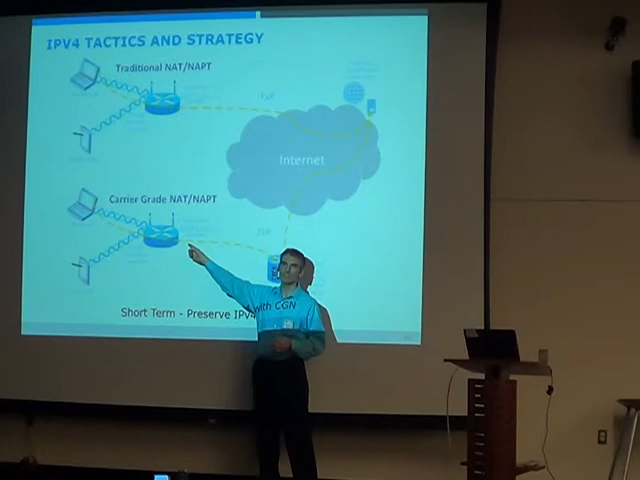 IPV4 TACTICS AND STRATEGY
Traditional NAT/NAPT
ISP
Internet
Carrier Grade NAT/NAPT
ISP
Short Term - Preserve IPV4 with CGN